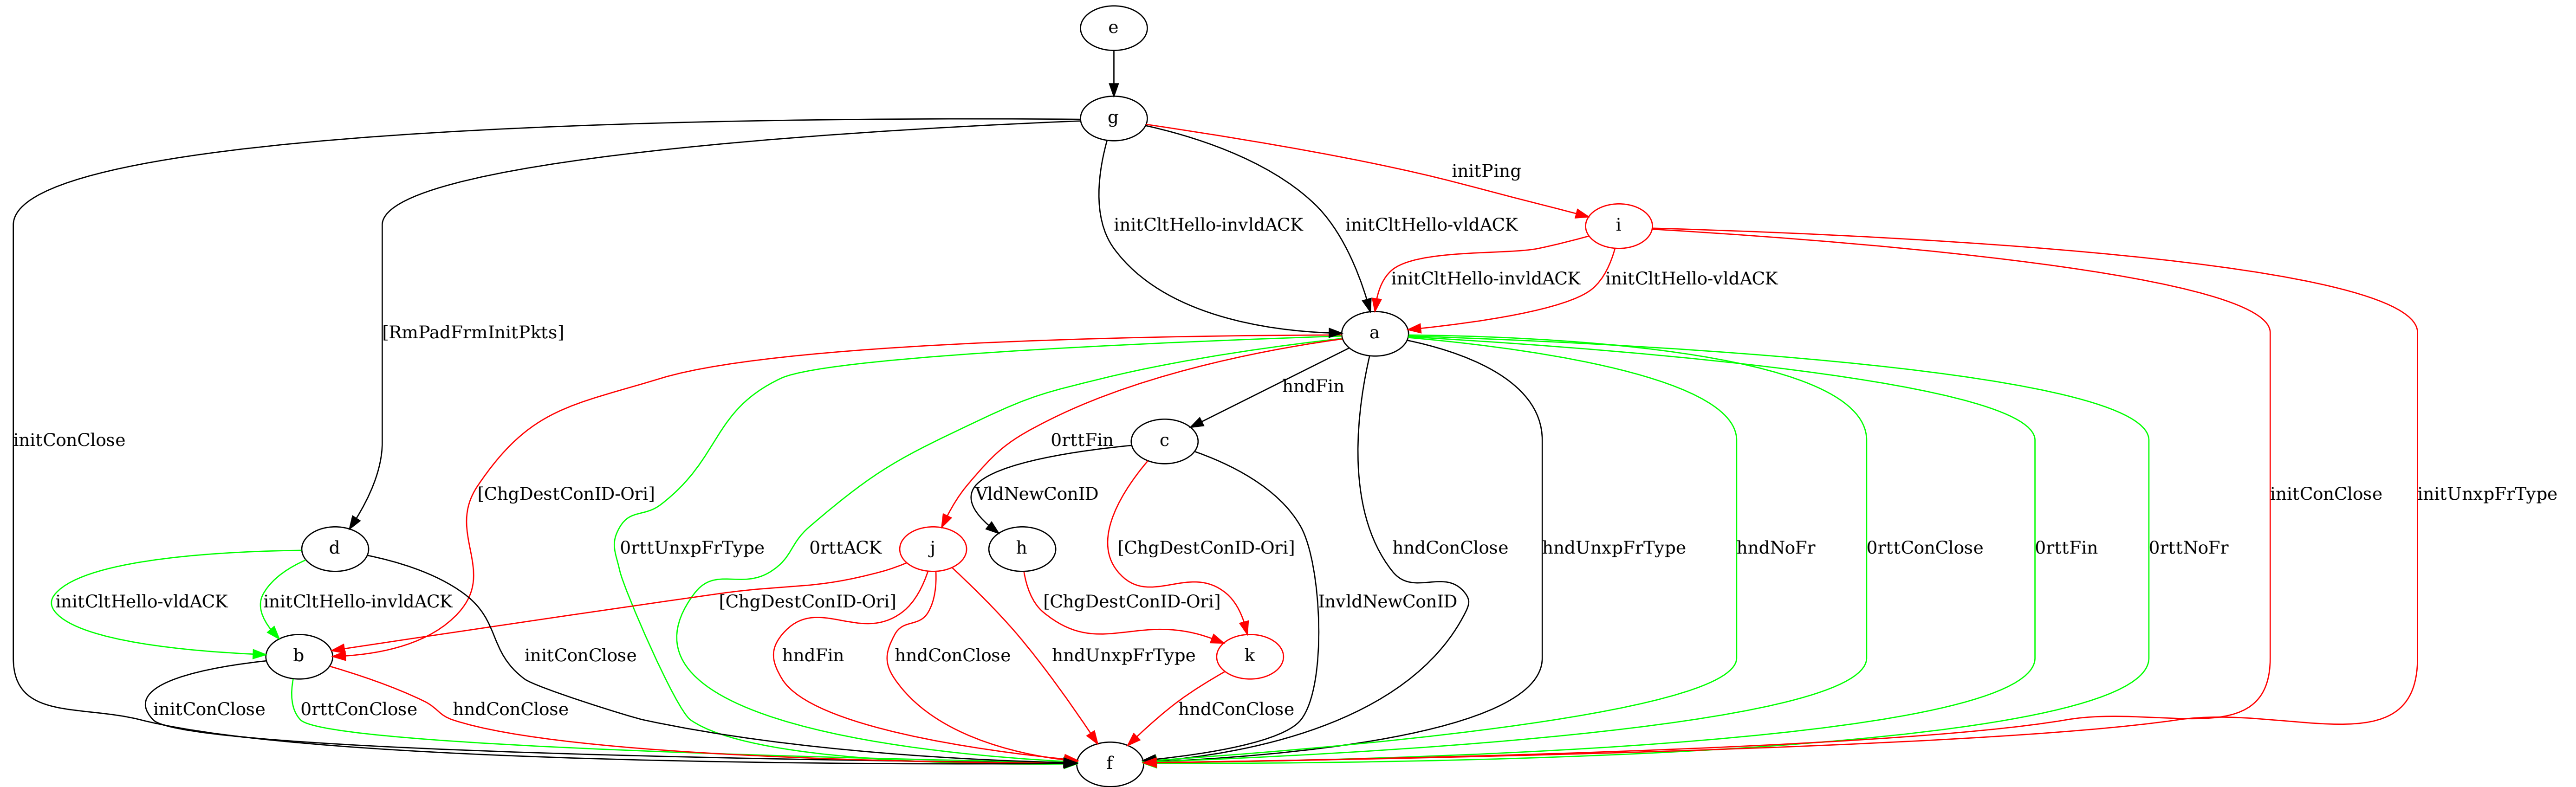 e
g
initPing
initCltHello-invldACK
initCltHello-vldACK
i
initCltHello-invldACK
initCltHello-vldACK
[RmPadFrmInitPkts]
a
hndFin
initConClose
0rttFin
c
[ChgDestConID-Ori]
VldNewConID
initConClose
initUnxpFrType
d
0rttUnxpFrType
0rttACK
j
h
[ChgDestConID-Ori]
hndConClose
hndUnxpFrType
hndNoFr
0rttConClose
0rttFin
0rttNoFr
initCltHello-vldACK
initCltHello-invldACK
[ChgDestConID-Ori]
[ChgDestConID-Ori]
InvldNewConID
b
initConClose
hndFin
hndConClose
hndUnxpFrType
k
initConClose
0rttConClose
hndConClose
hndConClose
f